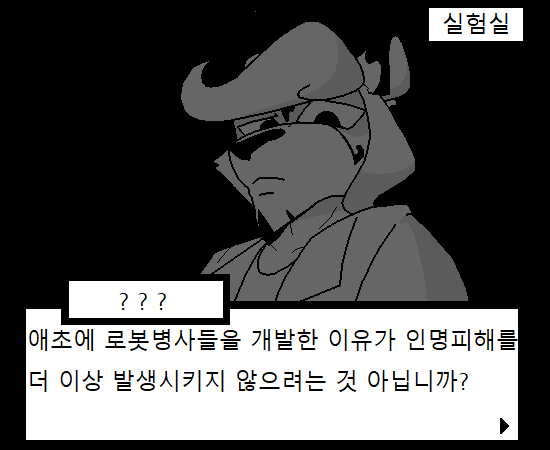 실험실
? ? ?
애초에 로봇병사들을 개발한 이유가 인명피해를
더 이상 발생시키지 않으려는 것 아닙니까?